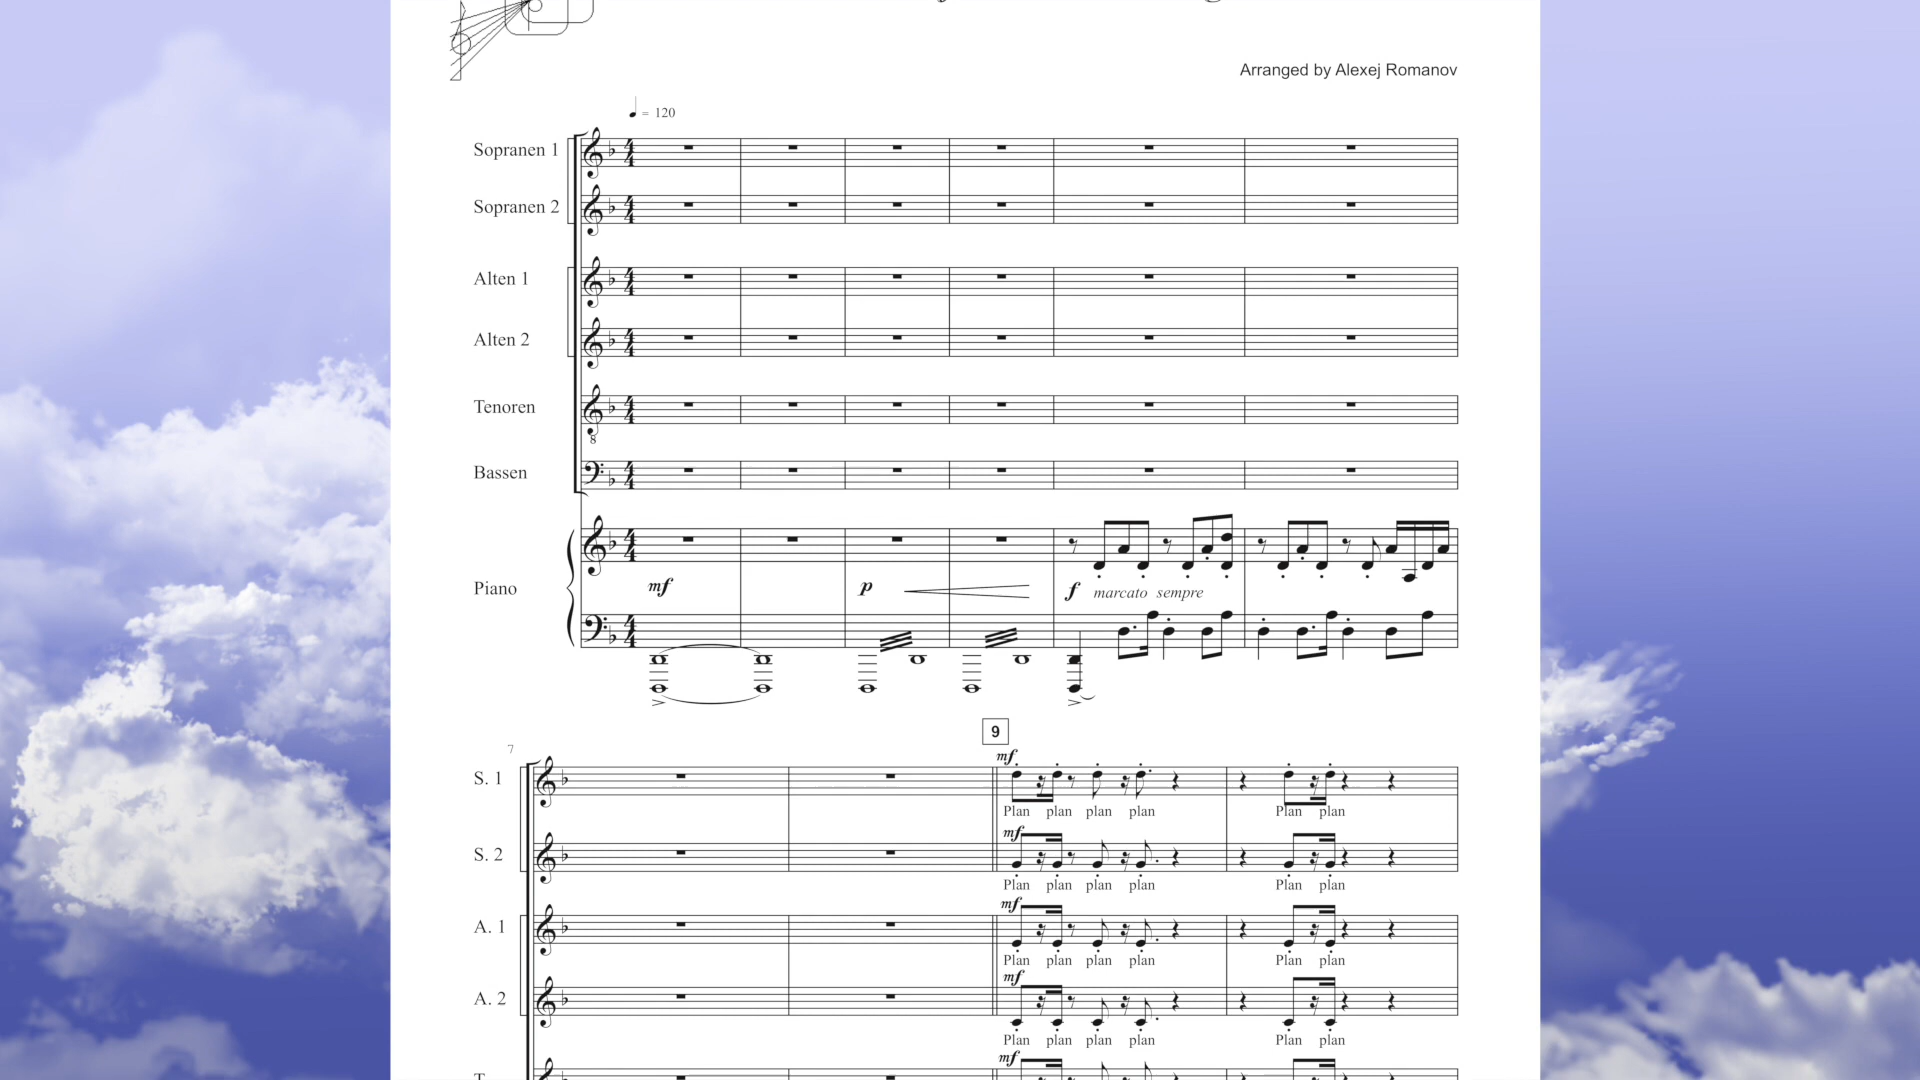 Arranged by Alexej Romanov
= 120
Sopranen 1
Sopranen 2
Alten 1
Alten 2
Tenoren
8
Bassen
Piano
mf
p
f marcato sempre
9
7
mf
S. 1
Plan plan plan plan Plan plan
mf
S. 2
Plan plan plan plan Plan plan
mf
A. 1
Plan plan plan plan Plan plan
mf
A. 2
Plan plan plan plan Plan plan
mf